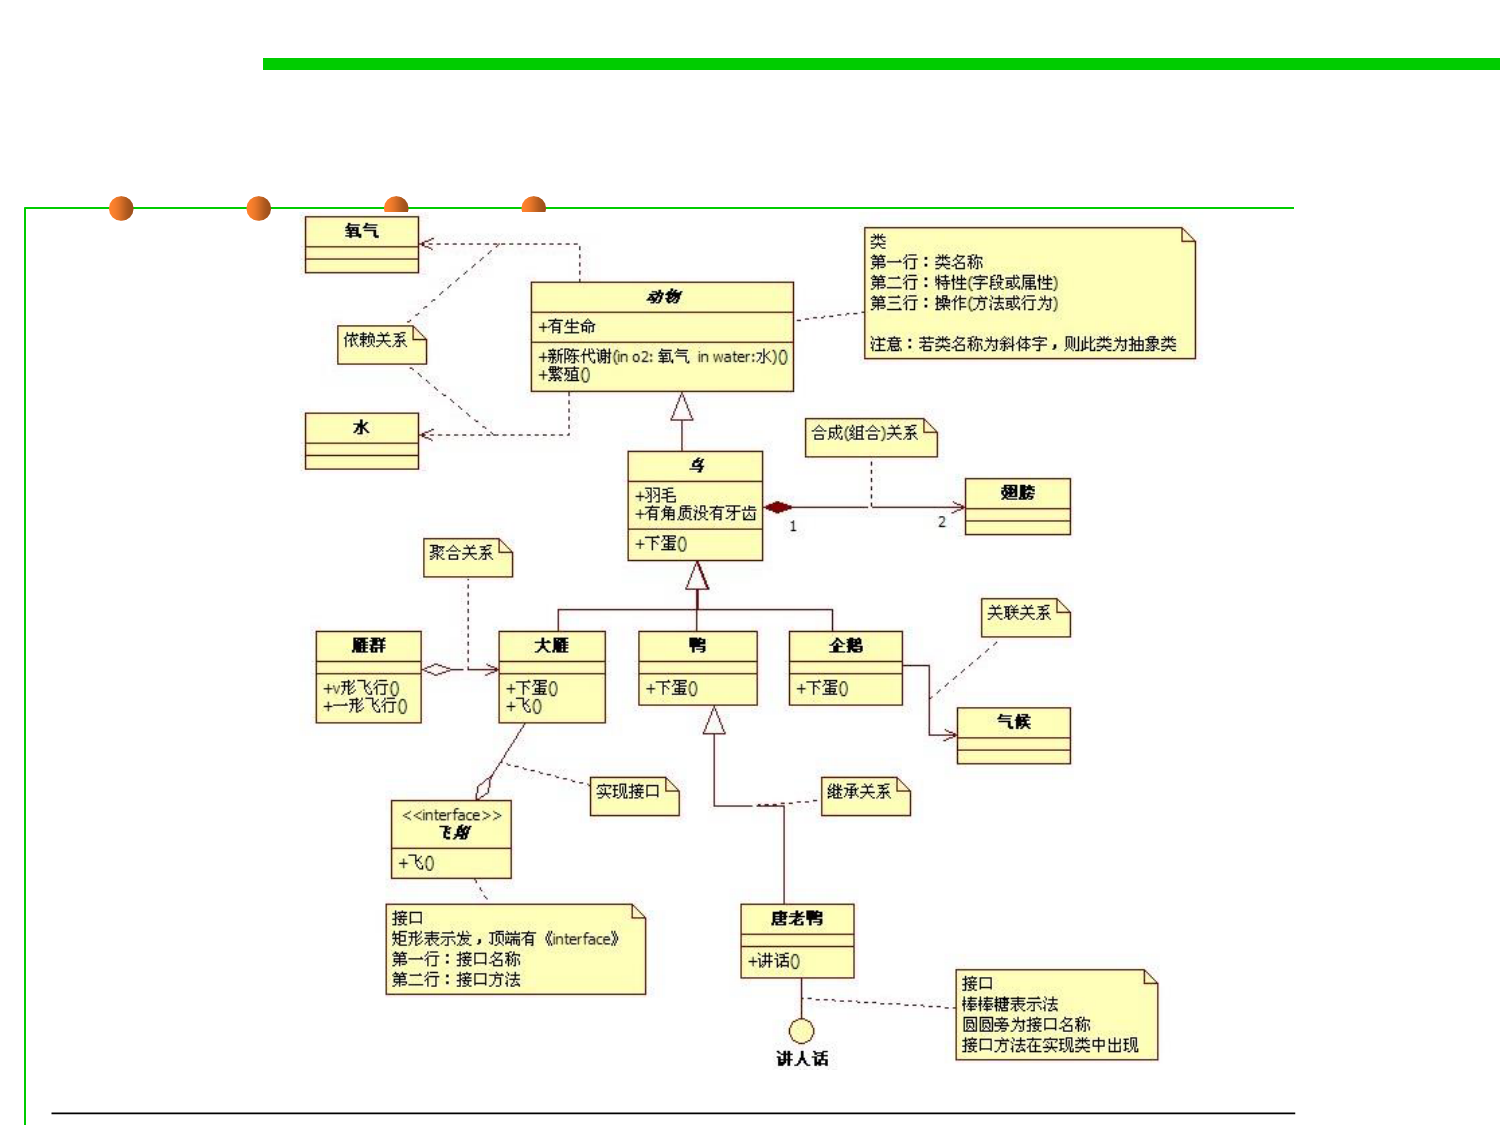 氧气
类
第一行：类名称
第二行：特性(字段或属性)
第三行：操作(方法或行为)
注意：若类名称为斜体字，则此类为抽象类
动物
+有生命
+新陈代谢(in o2: 氧气 in water:水)()
+繁殖()
依赖关系
水
合成(组合)关系
鸟
+羽毛
+有角质没有牙齿
+下蛋()
1
2
翅膀
聚合关系
关联关系
雁群
+v形飞行()
+一形飞行()
大雁
+下蛋()
+飞()
鸭
+下蛋()
企鹅
+下蛋()
气候
实现接口
继承关系
<<interface>>
飞翔
+飞()
接口
矩形表示发，顶端有《interface》
第一行：接口名称
第二行：接口方法
唐老鸭
+讲话()
接口
棒棒糖表示法
圆圆旁为接口名称
接口方法在实现类中出现
讲人话